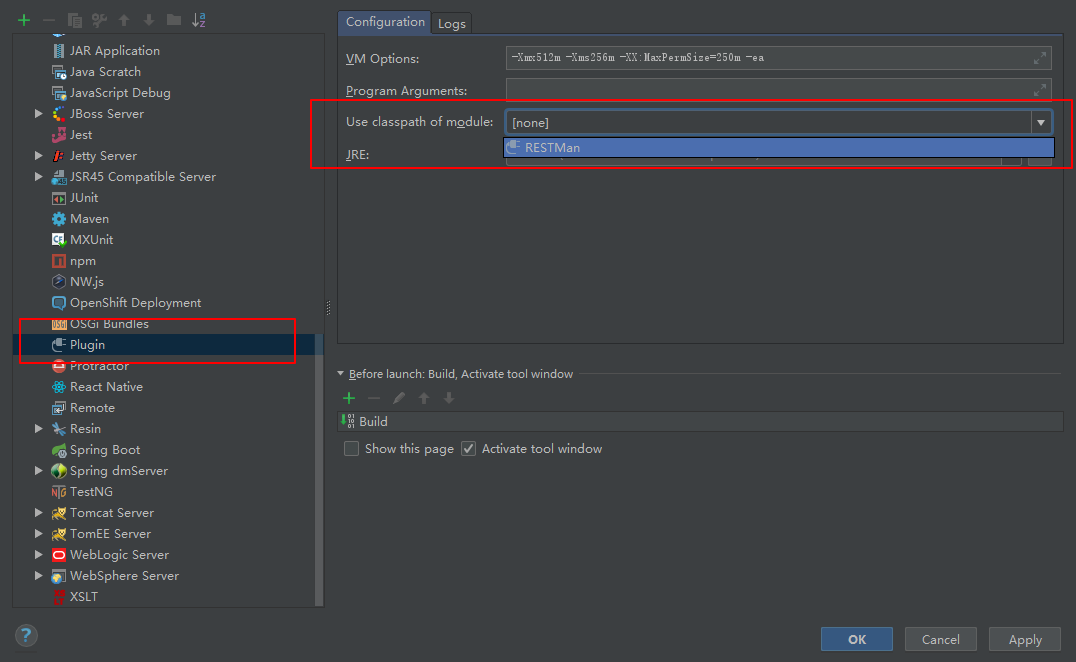 JAR Application
Java Scratch
JavaScript Debug
JBoss Server
Jest
Jetty Server
JSR45 Compatible Server
JUnit
Maven
MXUnit
npm
NW.js
OpenShift Deployment
OSGi Bundles
Plugin
Protractor
React Native
Remote
Resin
Spring Boot
Spring dmServer
TestNG
Tomcat Server
TomEE Server
WebLogic Server
WebSphere Server
XSLT
Configuration Logs
VM Options: -Xmx512m -Xms256m -XX:MaxPermSize=250m -ea
Program Arguments:
Use classpath of module: [none]
RESTMan
JRE:
Before launch: Build, Activate tool window
Build
Show this page Activate tool window
? OK Cancel Apply